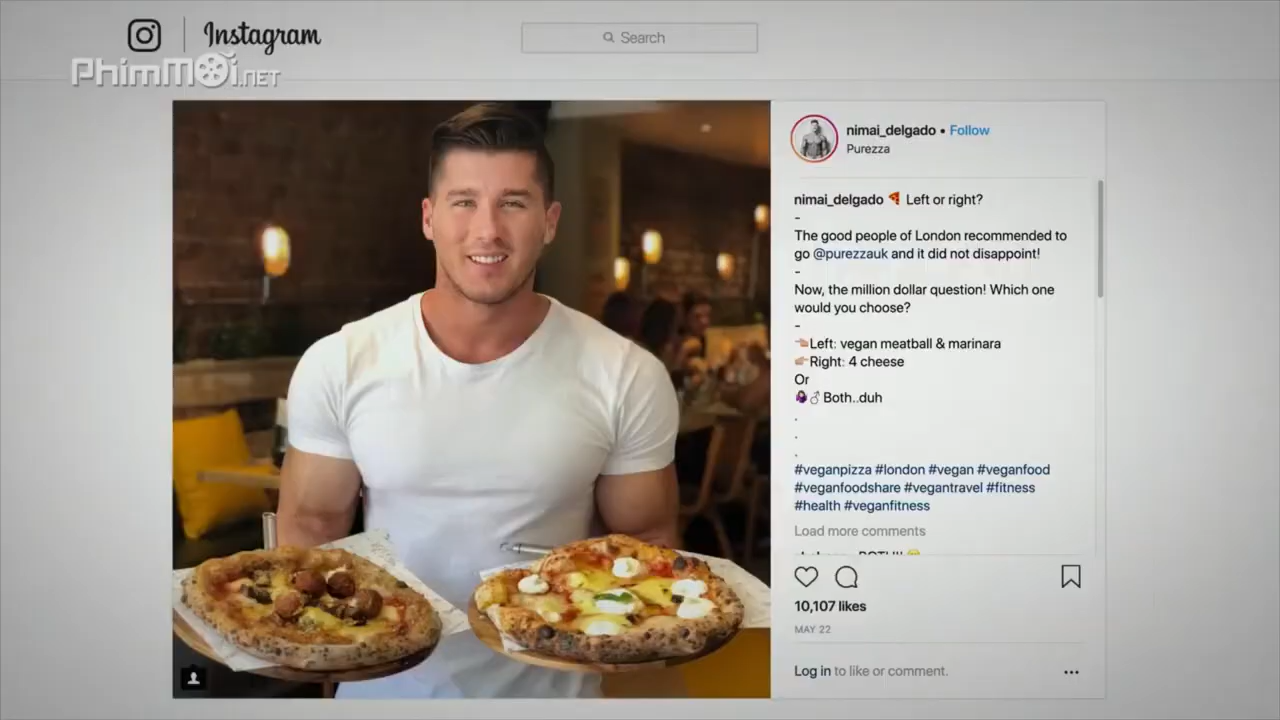 Instagram
Search
PhimMỡi.NET
nimai_delgado • Follow
Purezza
nimai_delgado 🍕 Left or right?
-
The good people of London recommended to
go @purezzauk and it did not disappoint!
-
Now, the million dollar question! Which one
would you choose?
-
👈🏼Left: vegan meatball & marinara
👉🏼Right: 4 cheese
Or
🤷🏻♂ Both..duh
.
.
.
#veganpizza #london #vegan #veganfood
#veganfoodshare #vegantravel #fitness
#health #veganfitness
Load more comments
10,107 likes
MAY 22
Log in to like or comment.